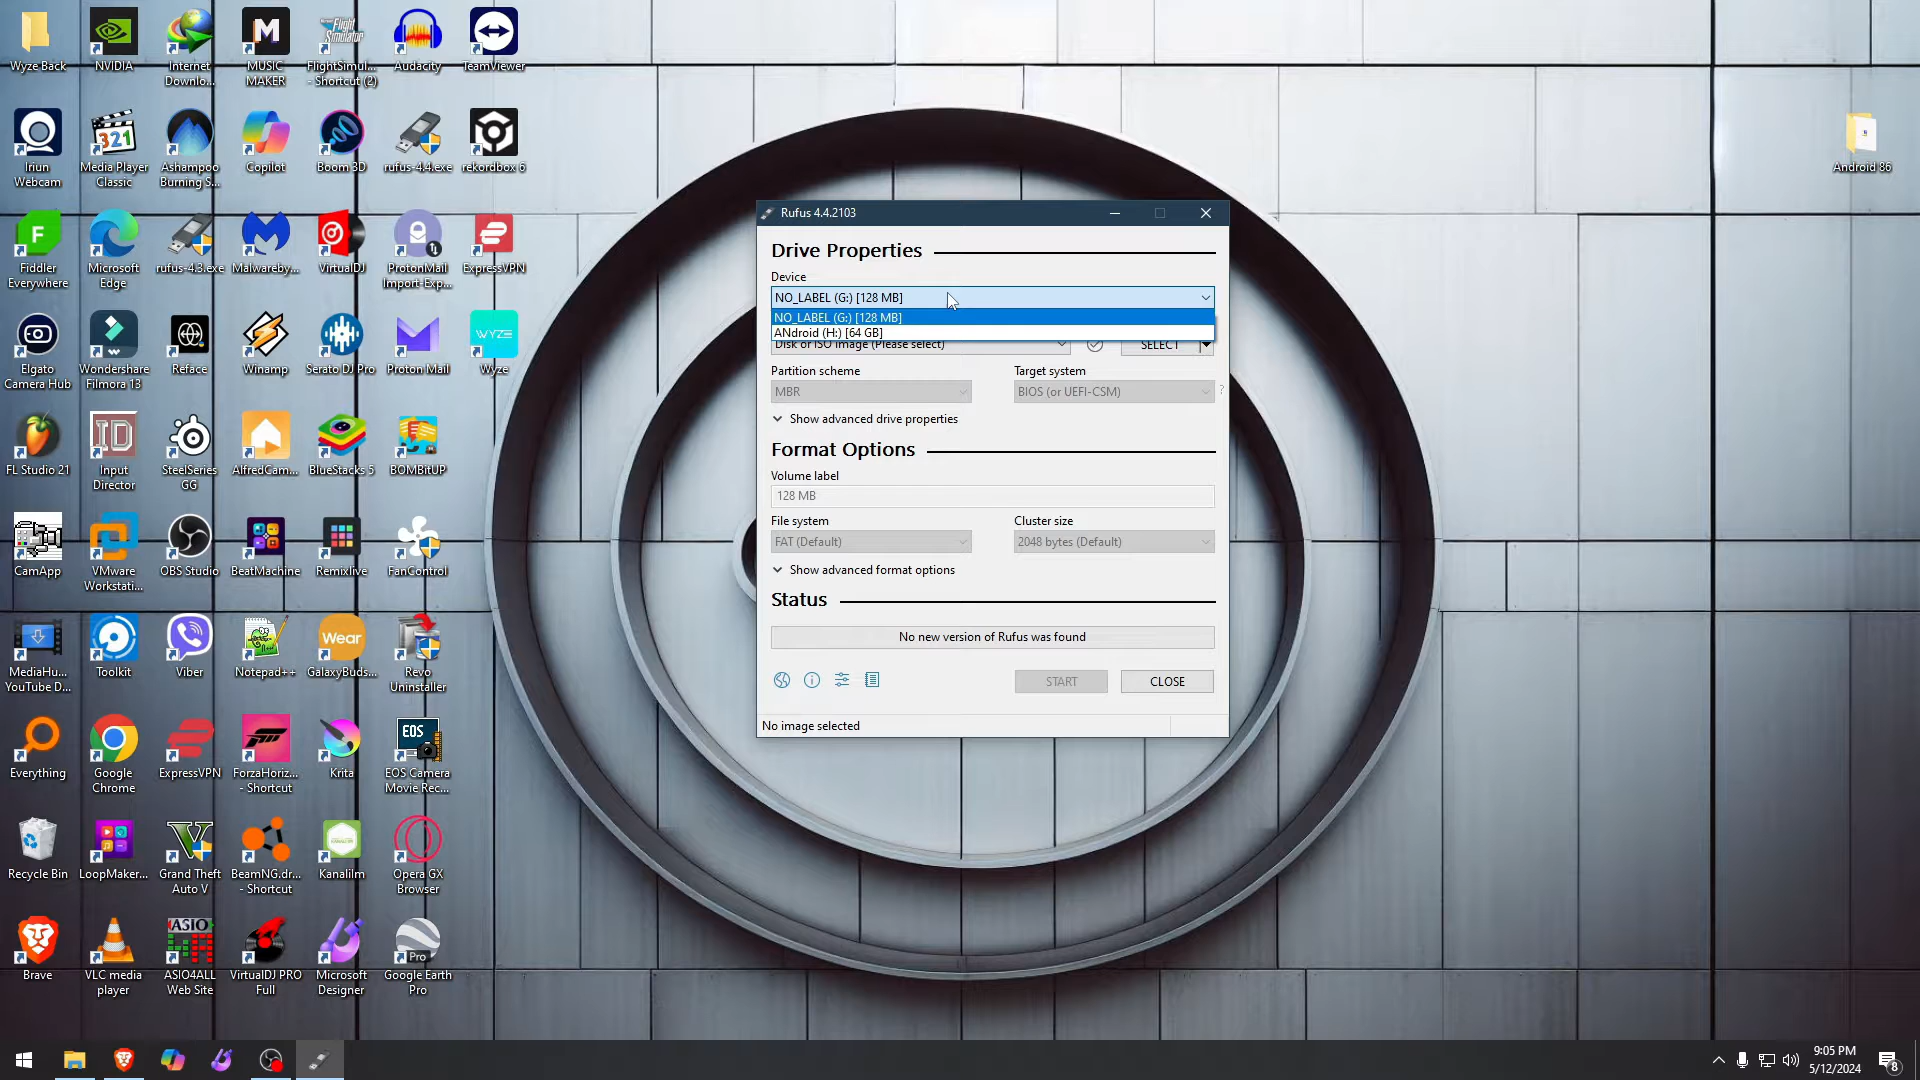 Wyze Back
NVIDIA
Internet
Downlo...
MUSIC
MAKER
FlightSimul...
- Shortcut (2)
Audacity
TeamViewer
Iriun
Webcam
Media Player
Classic
Ashampoo
Burning S...
Copilot
Boom 3D
rufus-4.4.exe
rekordbox 6
Android 86
Fiddler
Everywhere
Microsoft
Edge
rufus-4.3.exe
Malwareby...
VirtualDJ
ProtonMail
Import-Exp...
ExpressVPN
Elgato
Camera Hub
Wondershare
Filmora 13
Reface
Winamp
Serato DJ Pro
Proton Mail
Wyze
FL Studio 21
Input
Director
SteelSeries
GG
AlfredCam...
BlueStacks 5
BOMBitUP
CamApp
VMware
Workstati...
OBS Studio
BeatMachine
Remixlive
FanControl
MediaHu...
YouTube D...
Toolkit
Viber
Notepad++
GalaxyBuds...
Revo
Uninstaller
Everything
Google
Chrome
ExpressVPN
ForzaHoriz...
- Shortcut
Krita
EOS Camera
Movie Rec...
Recycle Bin
LoopMaker...
Grand Theft
Auto V
BeamNG.dr...
- Shortcut
Kanalilm
Opera GX
Browser
Brave
VLC media
player
ASIO4ALL
Web Site
VirtualDJ PRO
Full
Microsoft
Designer
Google Earth
Pro
Rufus 4.4.2103
Drive Properties
Device
NO_LABEL (G:) [128 MB]
NO_LABEL (G:) [128 MB]
ANdroid (H:) [64 GB]
Disk or ISO image (Please select)
SELECT
Partition scheme
Target system
MBR
BIOS (or UEFI-CSM)
?
Show advanced drive properties
Format Options
Volume label
128 MB
File system
Cluster size
FAT (Default)
2048 bytes (Default)
Show advanced format options
Status
No new version of Rufus was found
START
CLOSE
No image selected
9:05 PM
5/12/2024
8